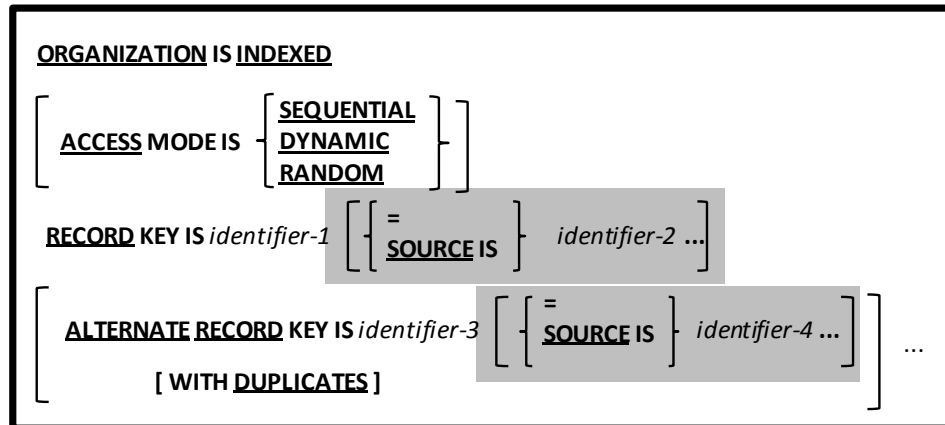 ORGANIZATION IS INDEXED
SEQUENTIAL
ACCESS MODE IS DYNAMIC
RANDOM
=
RECORD KEY IS identifier-1 SOURCE IS identifier-2 ...
=
ALTERNATE RECORD KEY IS identifier-3 SOURCE IS identifier-4 ... ...
[ WITH DUPLICATES ]